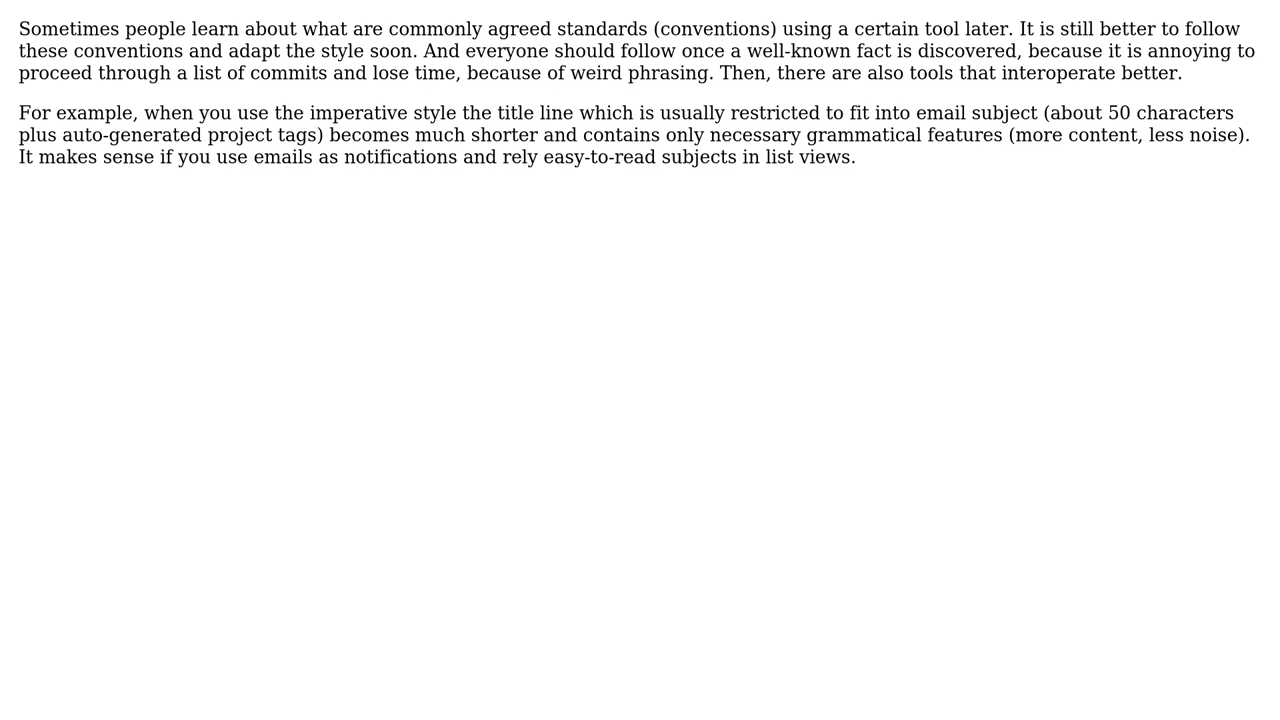 Sometimes people learn about what are commonly agreed standards (conventions) using a certain tool later. It is still better to follow
these conventions and adapt the style soon. And everyone should follow once a well-known fact is discovered, because it is annoying to
proceed through a list of commits and lose time, because of weird phrasing. Then, there are also tools that interoperate better.
For example, when you use the imperative style the title line which is usually restricted to fit into email subject (about 50 characters
plus auto-generated project tags) becomes much shorter and contains only necessary grammatical features (more content, less noise).
It makes sense if you use emails as notifications and rely easy-to-read subjects in list views.